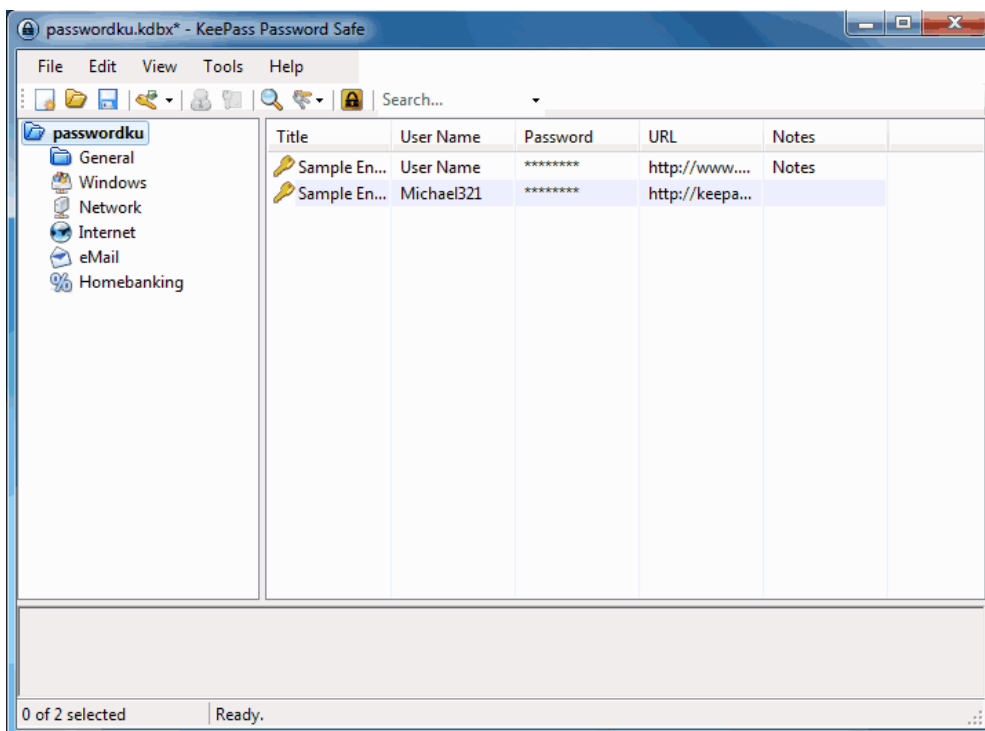 passwordku.kdbx* - KeePass Password Safe
File Edit View Tools Help
Search...
passwordku
General
Windows
Network
Internet
eMail
Homebanking
Title User Name Password URL Notes
Sample En... User Name ******** http://www.... Notes
Sample En... Michael321 ******** http://keepa...
0 of 2 selected Ready.